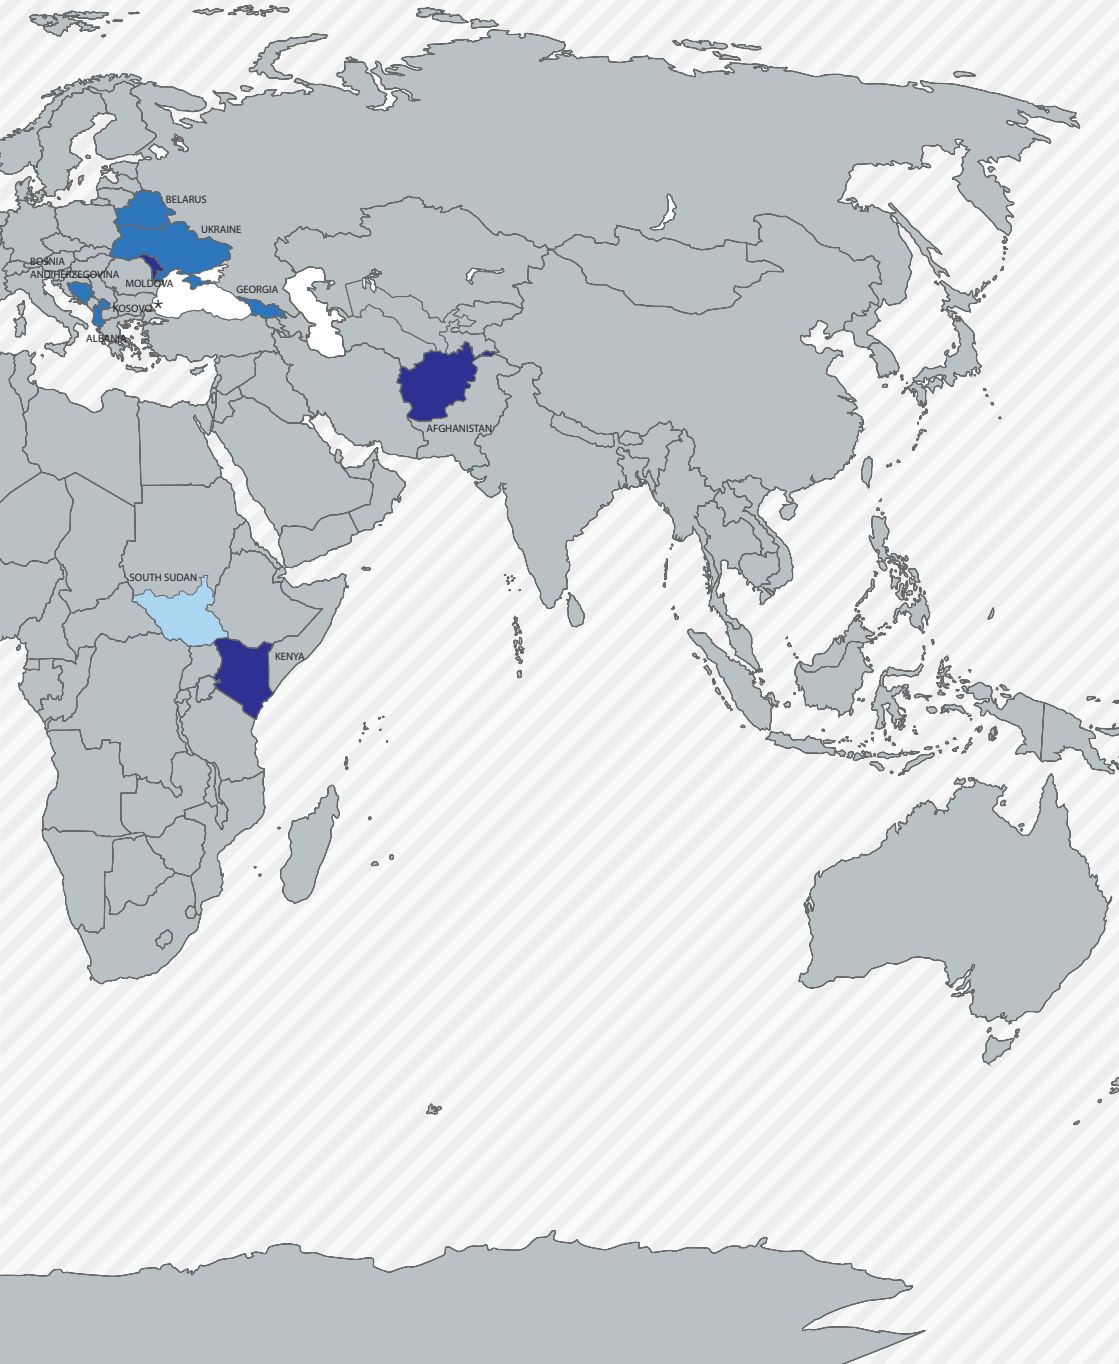 BELARUS
UKRAINE
BOSNIA
AND HERZEGOVINA
MOLDOVA
GEORGIA
KOSOVO *
ALBANIA
AFGHANISTAN
SOUTH SUDAN
KENYA